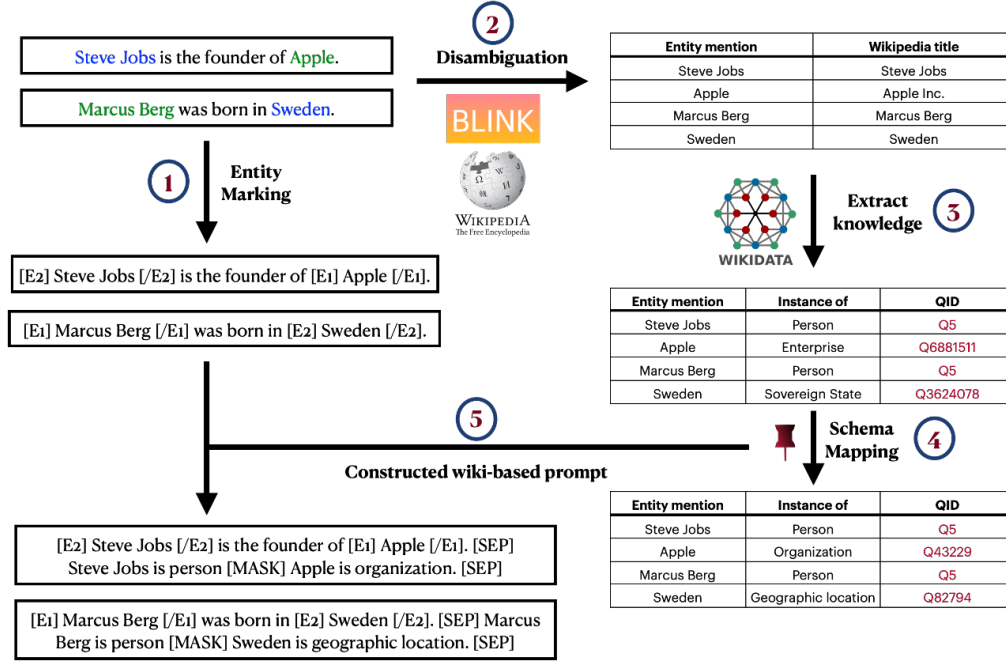 Steve Jobs is the founder of Apple.
Marcus Berg was born in Sweden.
2
Disambiguation
BLINK
WIKIPEDIA
The Free Encyclopedia
Entity mention Wikipedia title
Steve Jobs Steve Jobs
Apple Apple Inc.
Marcus Berg Marcus Berg
Sweden Sweden
1
Entity
Marking
WIKIDATA
Extract
knowledge
3
[E2] Steve Jobs [/E2] is the founder of [E1] Apple [/E1].
[E1] Marcus Berg [/E1] was born in [E2] Sweden [/E2].
Entity mention Instance of QID
Steve Jobs Person Q5
Apple Enterprise Q6881511
Marcus Berg Person Q5
Sweden Sovereign State Q3624078
5
Constructed wiki-based prompt
Schema
Mapping
4
Entity mention Instance of QID
Steve Jobs Person Q5
Apple Organization Q43229
Marcus Berg Person Q5
Sweden Geographic location Q82794
[E2] Steve Jobs [/E2] is the founder of [E1] Apple [/E1]. [SEP]
Steve Jobs is person [MASK] Apple is organization. [SEP]
[E1] Marcus Berg [/E1] was born in [E2] Sweden [/E2]. [SEP] Marcus
Berg is person [MASK] Sweden is geographic location. [SEP]